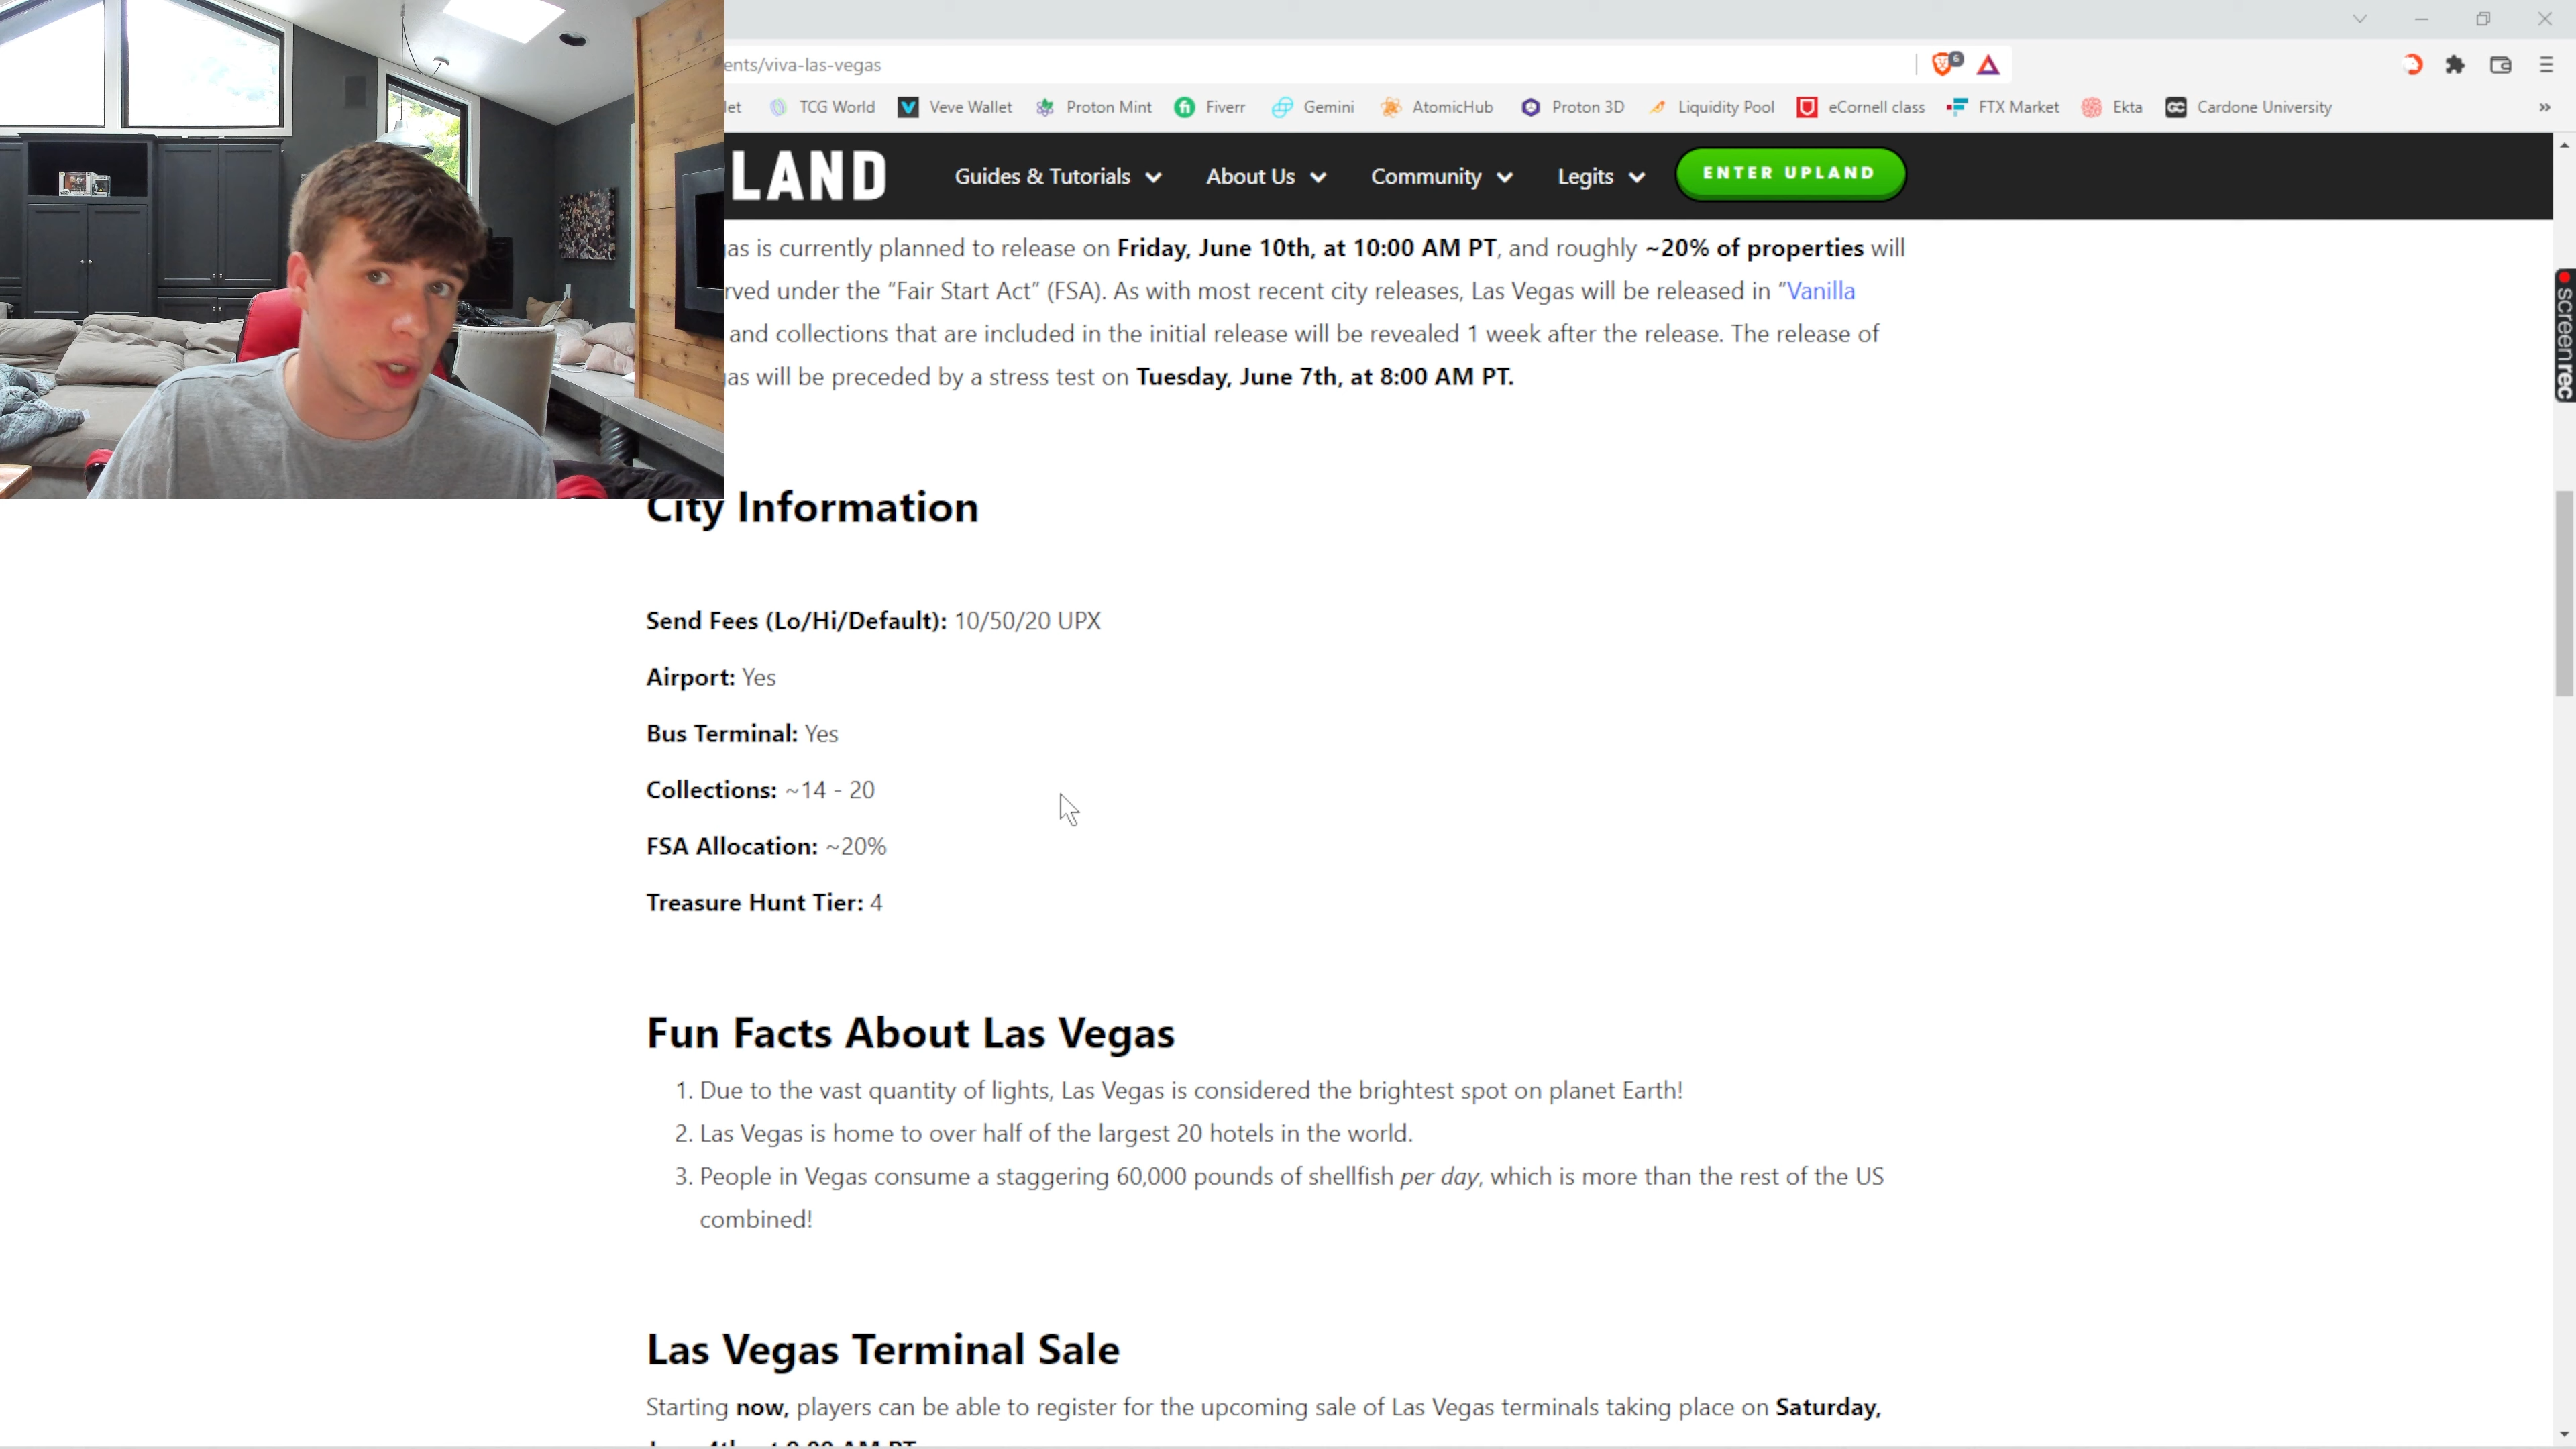 ents/viva-las-vegas
6
let TCG World Veve Wallet Proton Mint Fiverr Gemini AtomicHub Proton 3D Liquidity Pool eCornell class FTX Market Ekta Cardone University »
LAND Guides & Tutorials About Us Community Legits ENTER UPLAND
gas is currently planned to release on Friday, June 10th, at 10:00 AM PT, and roughly ~20% of properties will
rved under the “Fair Start Act” (FSA). As with most recent city releases, Las Vegas will be released in “Vanilla
and collections that are included in the initial release will be revealed 1 week after the release. The release of
gas will be preceded by a stress test on Tuesday, June 7th, at 8:00 AM PT.
screenrec
City Information
Send Fees (Lo/Hi/Default): 10/50/20 UPX
Airport: Yes
Bus Terminal: Yes
Collections: ~14 - 20
FSA Allocation: ~20%
Treasure Hunt Tier: 4
Fun Facts About Las Vegas
1. Due to the vast quantity of lights, Las Vegas is considered the brightest spot on planet Earth!
2. Las Vegas is home to over half of the largest 20 hotels in the world.
3. People in Vegas consume a staggering 60,000 pounds of shellfish per day, which is more than the rest of the US
combined!
Las Vegas Terminal Sale
Starting now, players can be able to register for the upcoming sale of Las Vegas terminals taking place on Saturday,